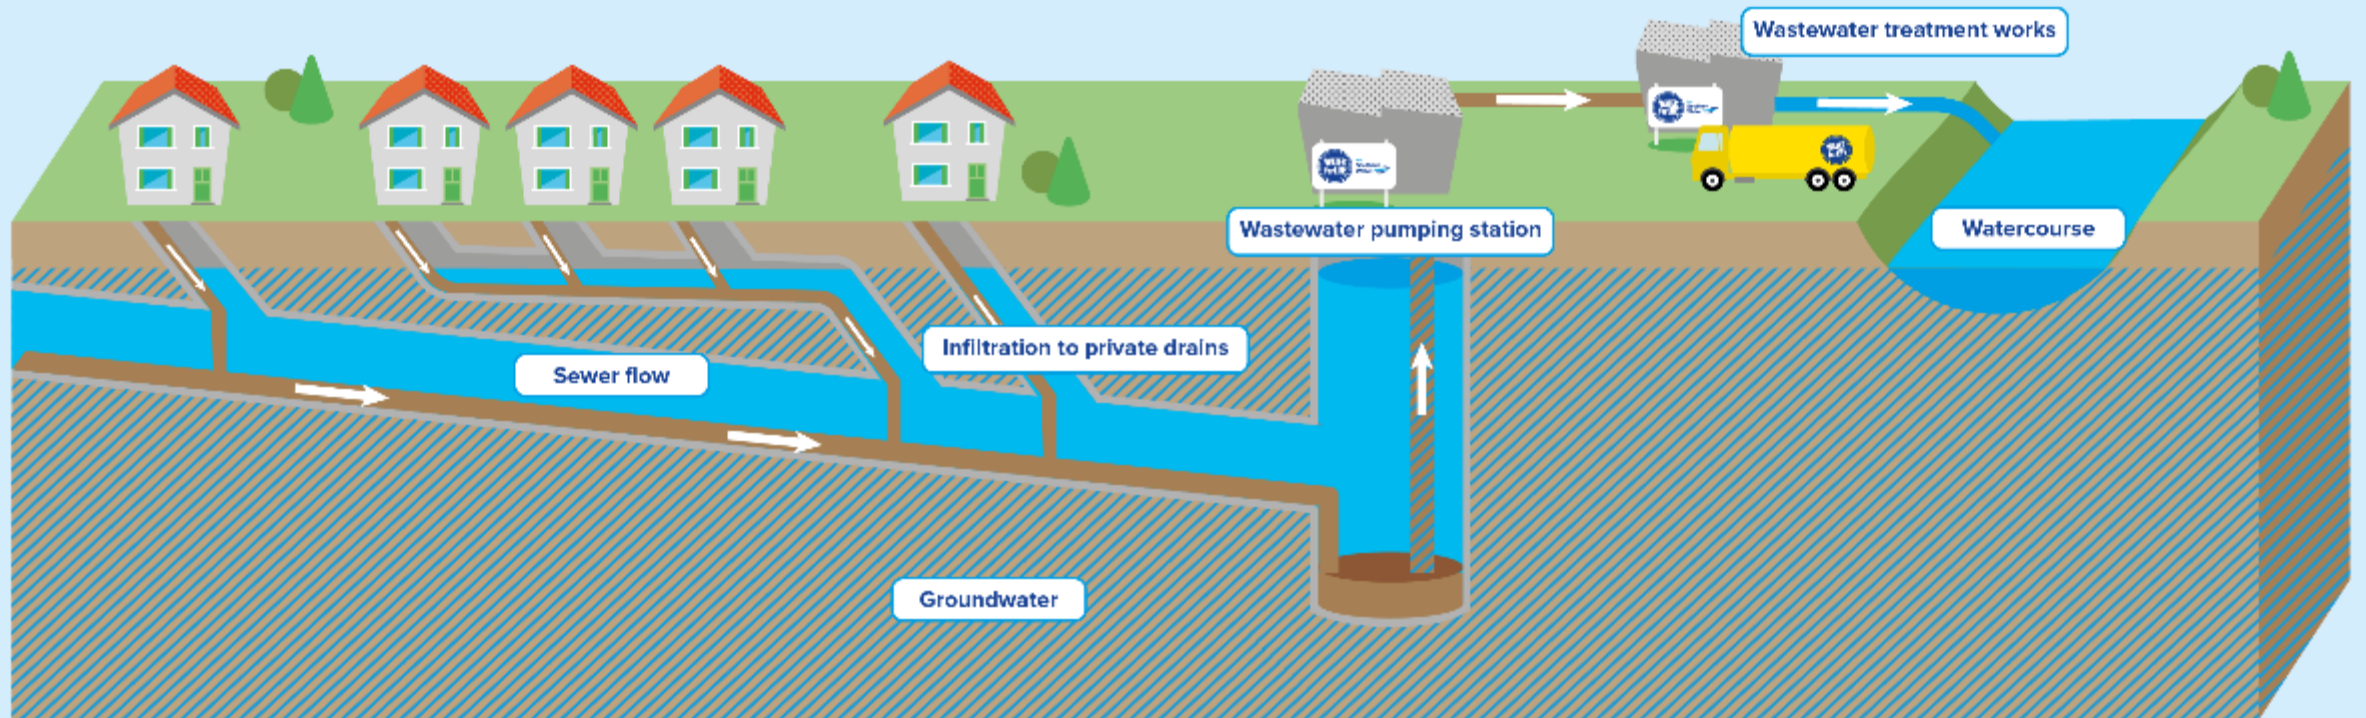 Wastewater treatment works
Wastewater pumping station
Watercourse
Infiltration to private drains
Sewer flow
Groundwater